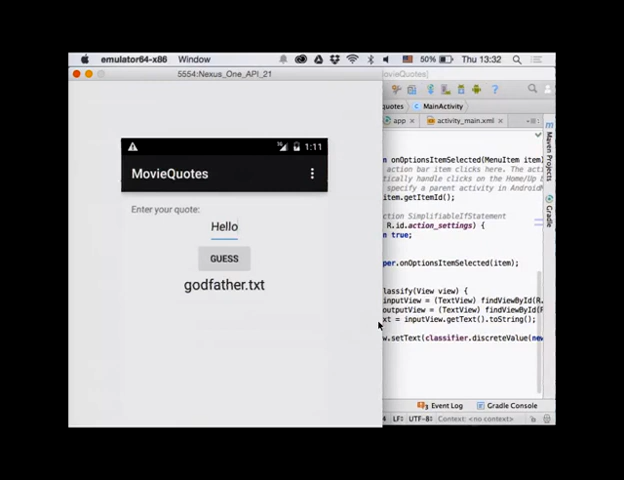 emulator64-x86 Window 50% Thu 13:32
5554:Nexus_One_API_21
MovieQuotes]
1:11
MovieQuotes
Enter your quote:
Hello
GUESS
godfather.txt
quotes MainActivity
app activity_main.xml
n onOptionsItemSelected(MenuItem item)
action bar item clicks here. The
tically handle clicks on the Home/Up b
specify a parent activity in Android
item.getItemId();
ction SimplifiableIfStatement
R.id.action_settings) {
n true;
per.onOptionsItemSelected(item);
lassify(View view) {
inputView = (TextView) findViewById(R.
outputView = (TextView) findViewById(R
xt = inputView.getText().toString();
w.setText(classifier.discreteValue(new
Maven Projects
Gradle
Event Log Gradle Console
LF÷ UTF-8÷ Context: <no context>